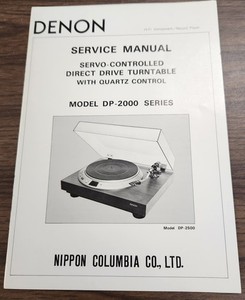 DENON
SERVICE MANUAL
SERVO-CONTROLLED
DIRECT DRIVE TURNTABLE
WITH QUARTZ CONTROL
MODEL DP-2000 SERIES
Model DP-2600
NIPPON COLUMBIA CO., LTD.